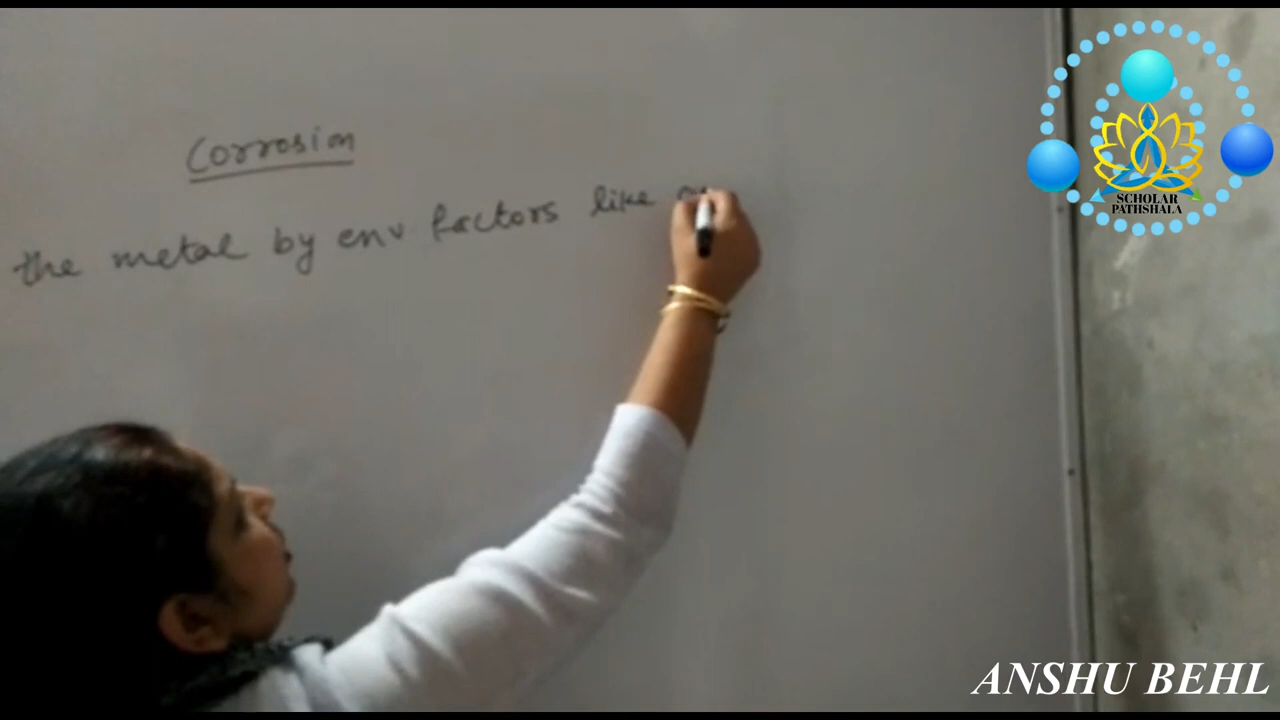 Corrosion
the metal by env factors like
SCHOLAR
PATHSHALA
ANSHU BEHL